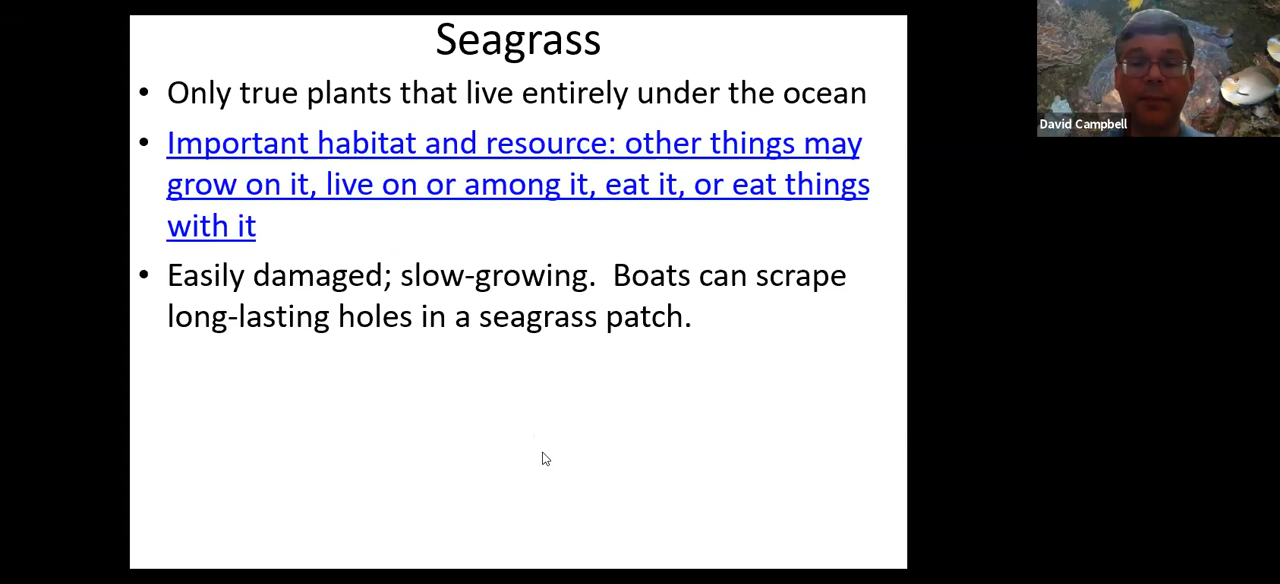 Seagrass
• Only true plants that live entirely under the ocean
• Important habitat and resource: other things may
grow on it, live on or among it, eat it, or eat things
with it
• Easily damaged; slow-growing.  Boats can scrape
long-lasting holes in a seagrass patch.
David Campbell